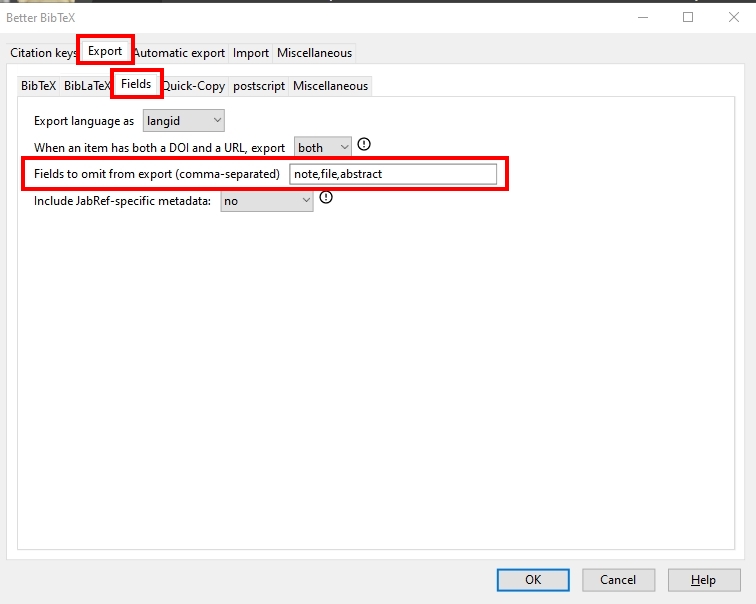 Better BibTeX
Citation keys Export Automatic export Import Miscellaneous
BibTeX BibLaTeX Fields Quick-Copy postscript Miscellaneous
Export language as langid
When an item has both a DOI and a URL, export both
Fields to omit from export (comma-separated) note,file,abstract
Include JabRef-specific metadata: no
OK Cancel Help